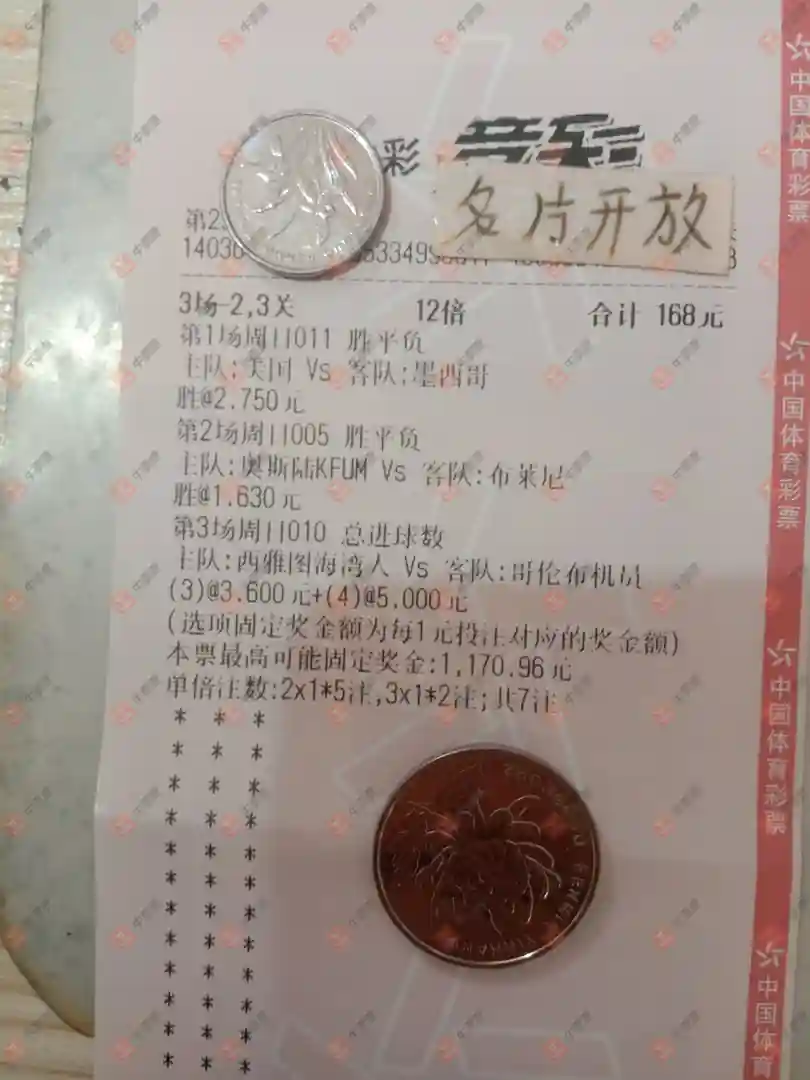 彩 竞彩
名片开放
3场-2,3关 12倍 合计 168元
第1场周日011 胜平负
主队:美国 Vs 客队:墨西哥
胜@2.750元
第2场周日005 胜平负
主队:奥斯陆KFUM Vs 客队:布莱尼
胜@1.630元
第3场周日010 总进球数
主队:西雅图海湾人 Vs 客队:哥伦布机员
(3)@3.600元+(4)@5.000元
(选项固定奖金额为每1元投注对应的奖金额)
本票最高可能固定奖金:1,170.96元
单倍注数:2x1*5注,3x1*2注;共7注
* * *
* * *
* * *
* * *
* * *
* * *
* * *
* * *
* * *
* * *
* * *
* * *
中国体育彩票
中国体育彩票
中国体育彩票
中国体育